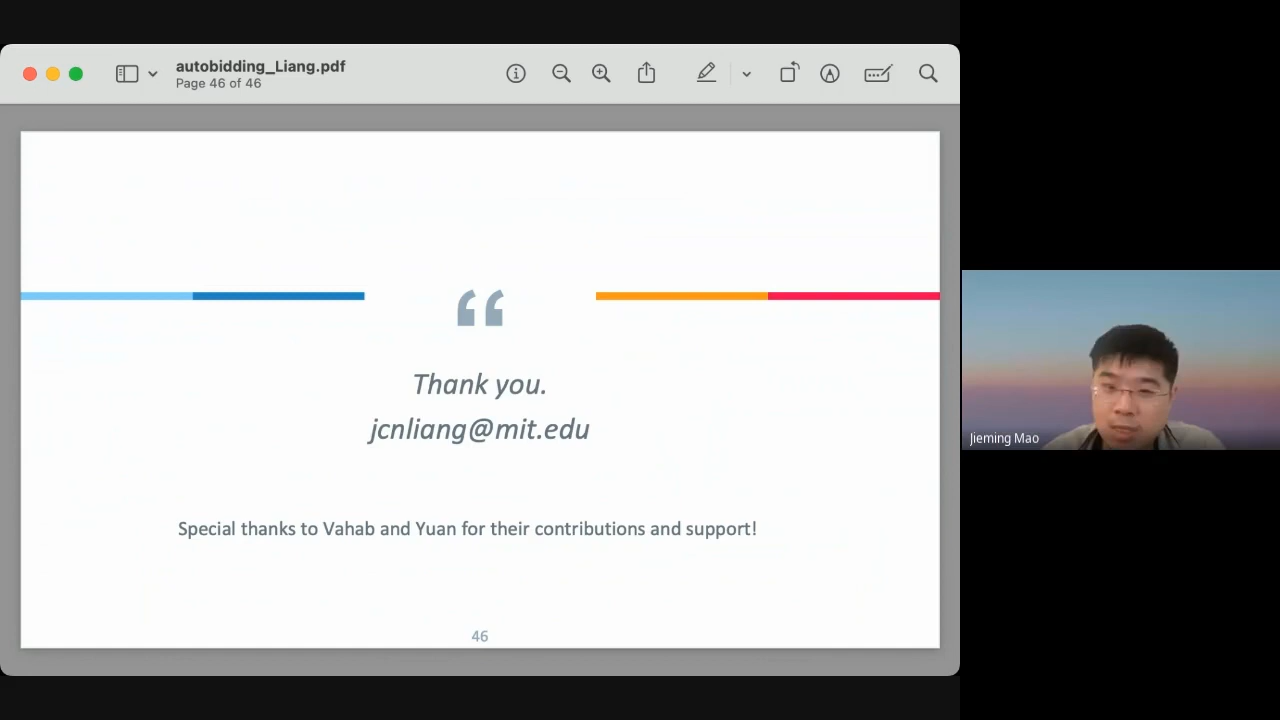 autobidding_Liang.pdf
Page 46 of 46
“
Thank you.
jcnliang@mit.edu
Special thanks to Vahab and Yuan for their contributions and support!
46
Jieming Mao